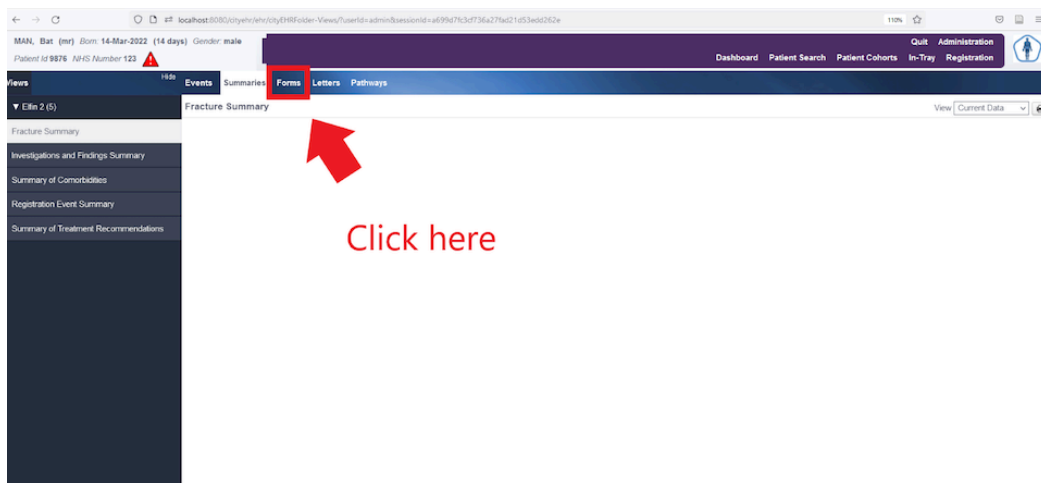 localhost:8080/cityehr/ehr/cityEHRFolder-Views/?userId=admin&sessionId=a699d7fc3cf736a27fad21d53edd262e
110%
MAN, Bat (mr) Born: 14-Mar-2022 (14 days) Gender: male
Quit Administration
Patient Id 9876 NHS Number 123
Dashboard Patient Search Patient Cohorts In-Tray Registration
Views Hide Events Summaries Forms Letters Pathways
▼ Elfin 2 (5) Fracture Summary View Current Data
Fracture Summary
Investigations and Findings Summary
Summary of Comorbidities
Registration Event Summary
Summary of Treatment Recommendations
Click here